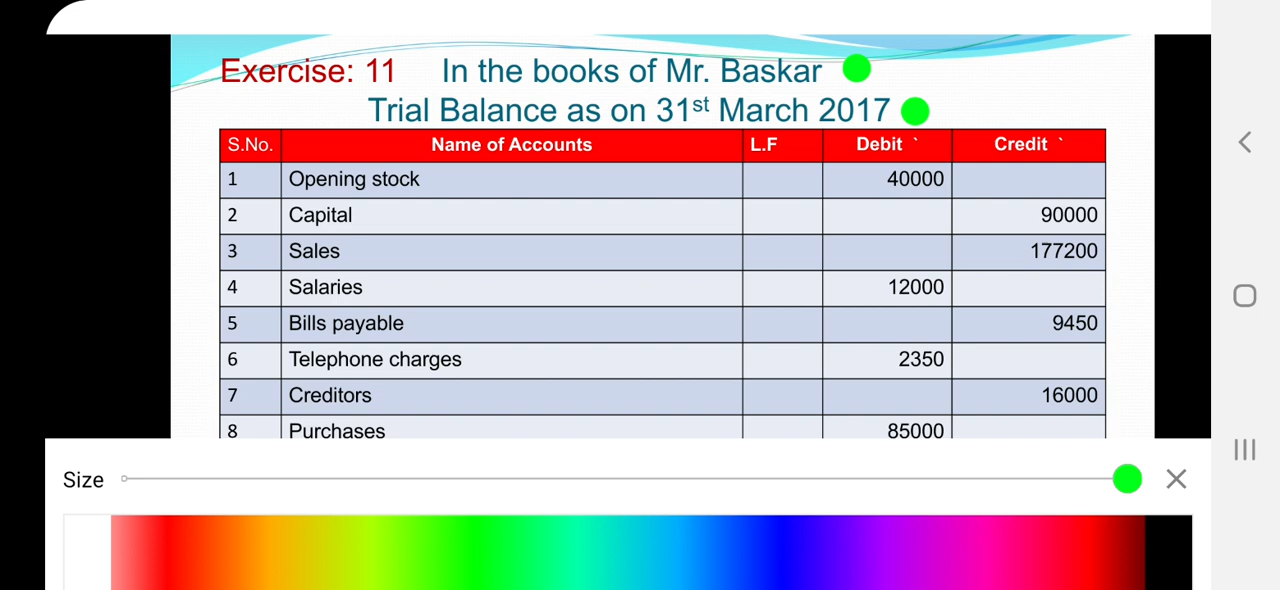 Exercise: 11 In the books of Mr. Baskar
Trial Balance as on 31st March 2017
S.No. Name of Accounts L.F Debit ` Credit `
1 Opening stock 40000
2 Capital 90000
3 Sales 177200
4 Salaries 12000
5 Bills payable 9450
6 Telephone charges 2350
7 Creditors 16000
8 Purchases 85000
Size